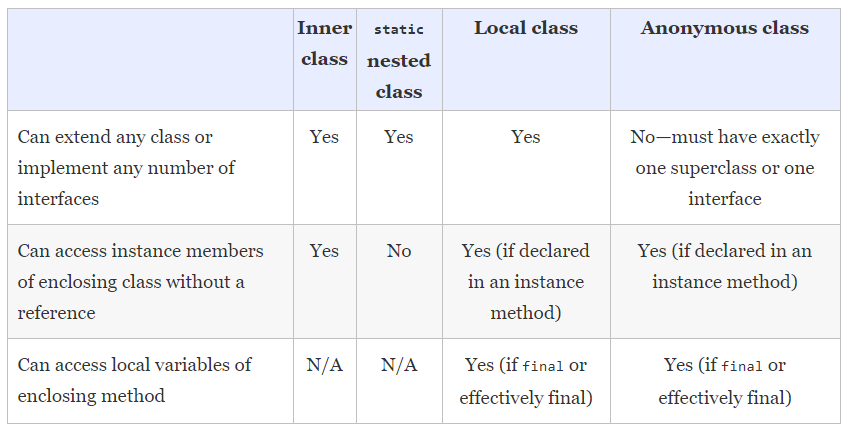 Inner class
static nested class
Local class
Anonymous class
Can extend any class or
implement any number of
interfaces
Yes
Yes
Yes
No—must have exactly
one superclass or one
interface
Can access instance members
of enclosing class without a
reference
Yes
No
Yes (if declared
in an instance
method)
Yes (if declared in an
instance method)
Can access local variables of
enclosing method
N/A
N/A
Yes (if final or
effectively final)
Yes (if final or
effectively final)